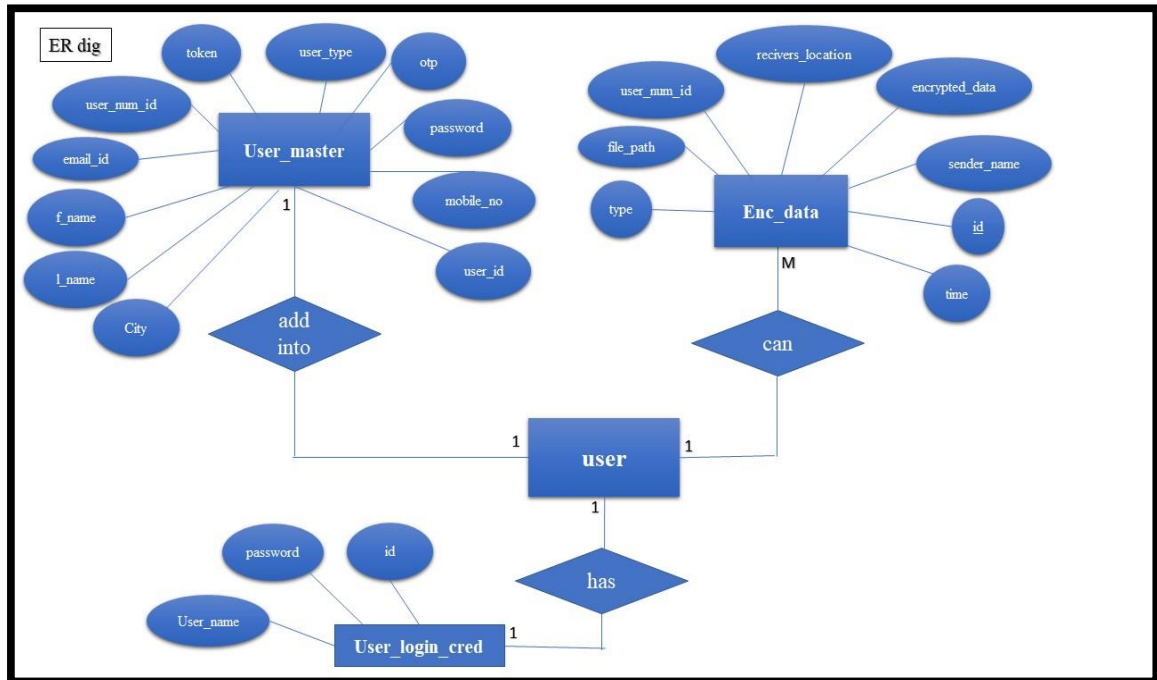 ER dig
token
user_type
otp
recivers_location
user_num_id
encrypted_data
user_num_id
User_master
password
file_path
sender_name
email_id
type
Enc_data
f_name
mobile_no
id
1
l_name
user_id
M
time
City
add
into
can
1
user
1
1
password
id
has
User_name
User_login_cred
1